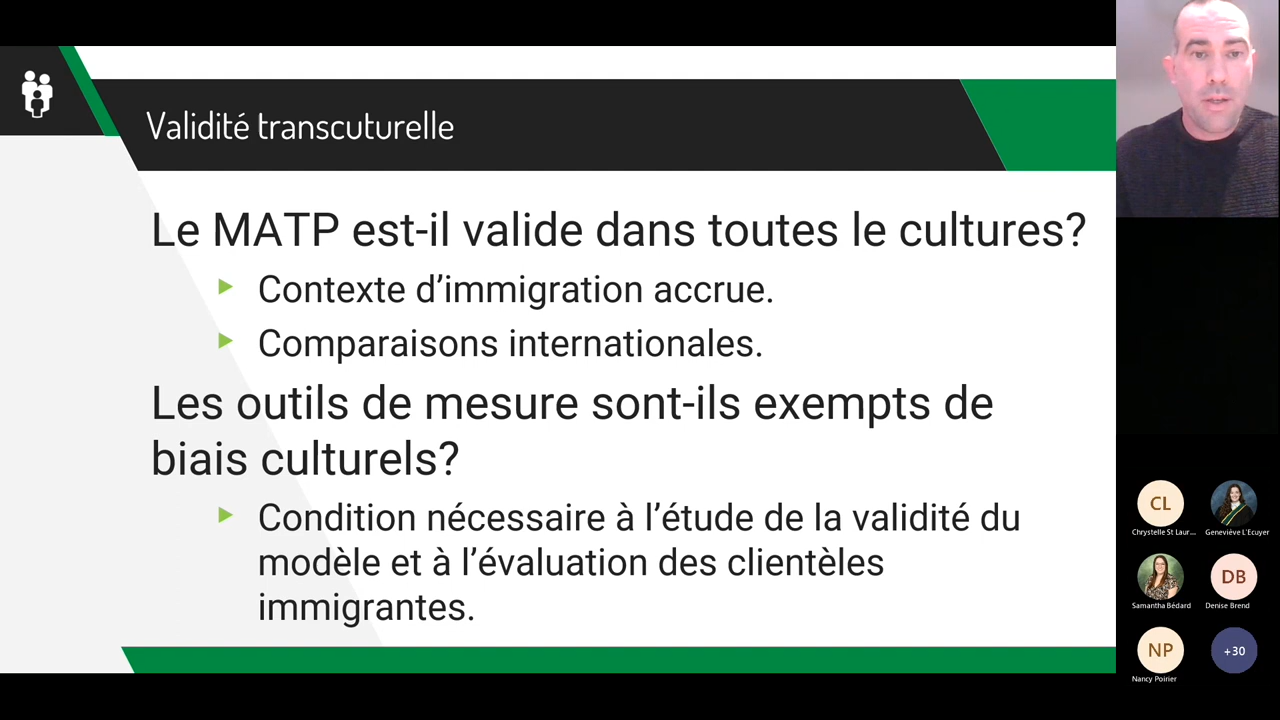 Validité transcuturelle
Le MATP est-il valide dans toutes le cultures?
Contexte d'immigration accrue.
Comparaisons internationales.
Les outils de mesure sont-ils exempts de
biais culturels?
Condition nécessaire à l'étude de la validité du
modèle et à l'évaluation des clientèles
immigrantes.
CL
Chrystelle St Laur...
Geneviève L'Ecuyer
Samantha Bédard
DB
Denise Brend
NP
Nancy Poirier
+30